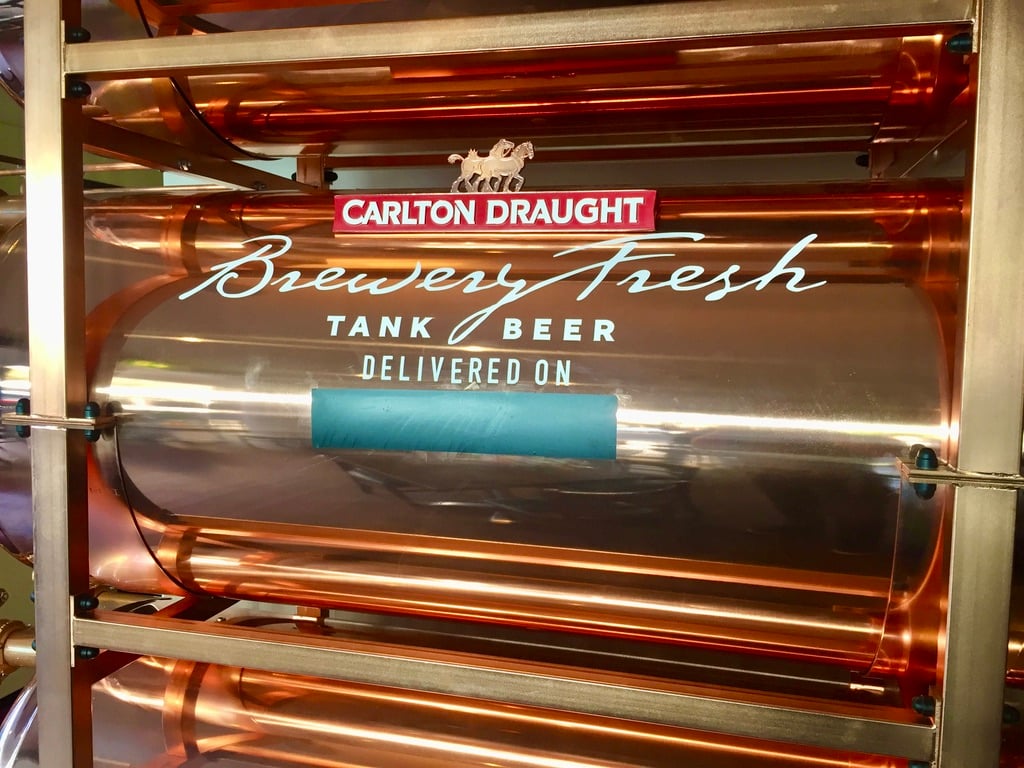 CARLTON DRAUGHT
Brewery Fresh
TANK BEER
DELIVERED ON